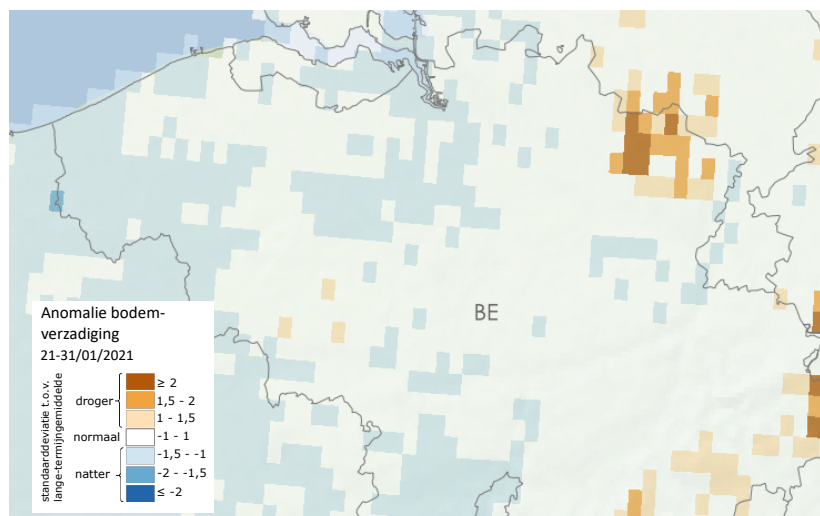 BE
Anomalie bodem-
verzadiging
21-31/01/2021
standaarddeviatie t.o.v.
lange-termijngemiddelde
droger
normaal
natter
≥ 2
1,5 - 2
1 - 1,5
-1 - 1
-1,5 - -1
-2 - -1,5
≤ -2